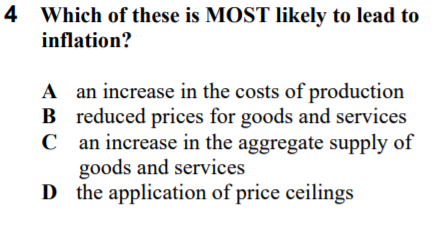 4 Which of these is MOST likely to lead to
inflation?
A an increase in the costs of production
B reduced prices for goods and services
C an increase in the aggregate supply of
goods and services
D the application of price ceilings